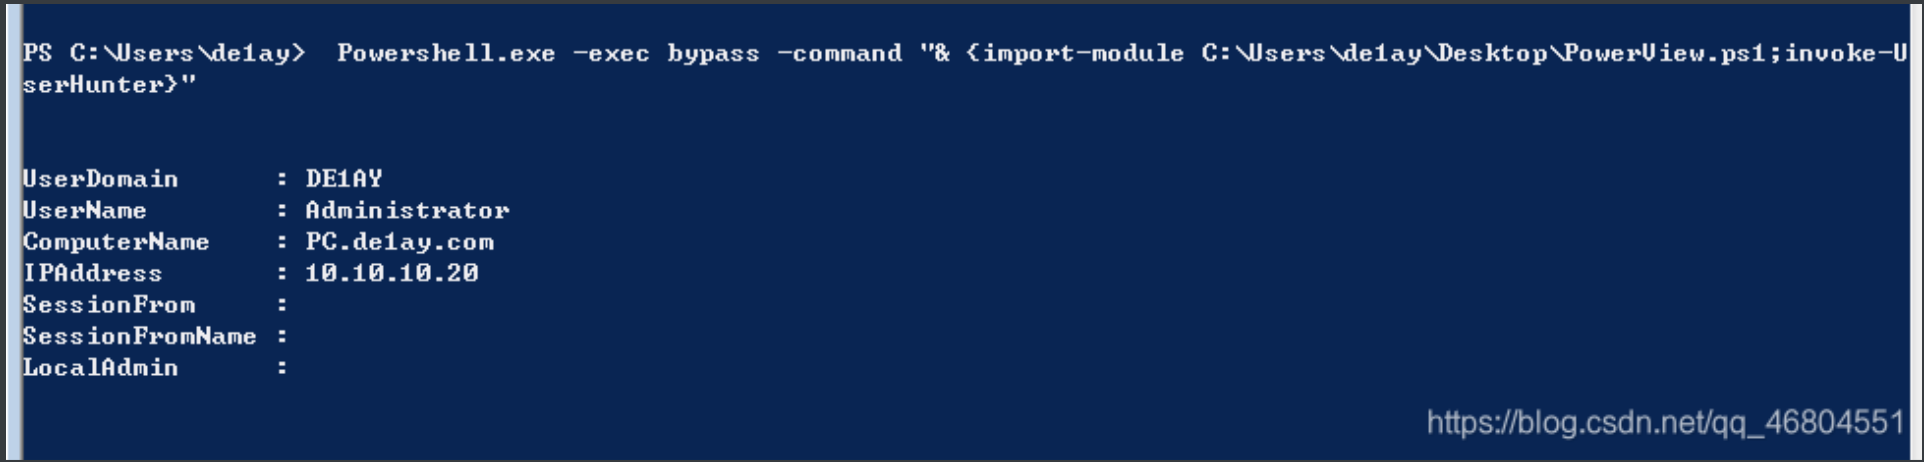 PS C:\Users\de1ay>  Powershell.exe -exec bypass -command "& {import-module C:\Users\de1ay\Desktop\PowerView.ps1;invoke-U
serHunter}"
UserDomain      : DE1AY
UserName        : Administrator
ComputerName    : PC.de1ay.com
IPAddress       : 10.10.10.20
SessionFrom     :
SessionFromName :
LocalAdmin      :
https://blog.csdn.net/qq_46804551